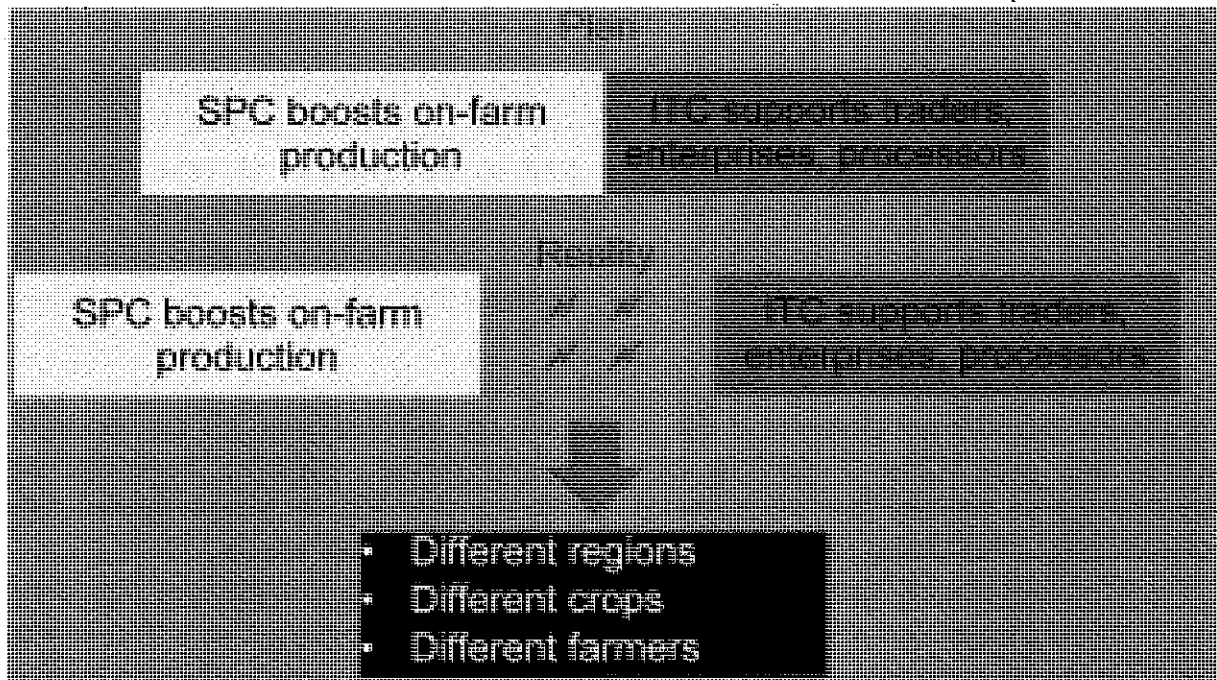 Plan
SPC boosts on-farm
production
ITC supports traders,
enterprises, processors.
Reality
SPC boosts on-farm
production
ITC supports traders,
enterprises, processors.
• Different regions
• Different crops
• Different farmers